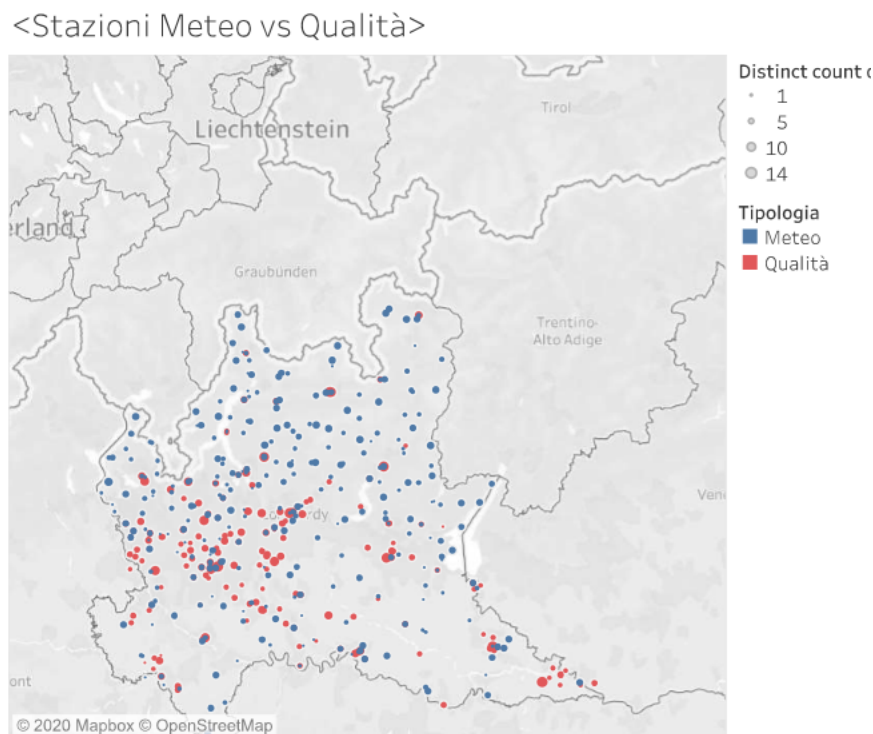 <Stazioni Meteo vs Qualità>
Distinct count
1
5
10
14
Tipologia
Meteo
Qualità
Tirol
Liechtenstein
erland
Graubünden
Trentino-
Alto Adige
Ven
ont
© 2020 Mapbox © OpenStreetMap